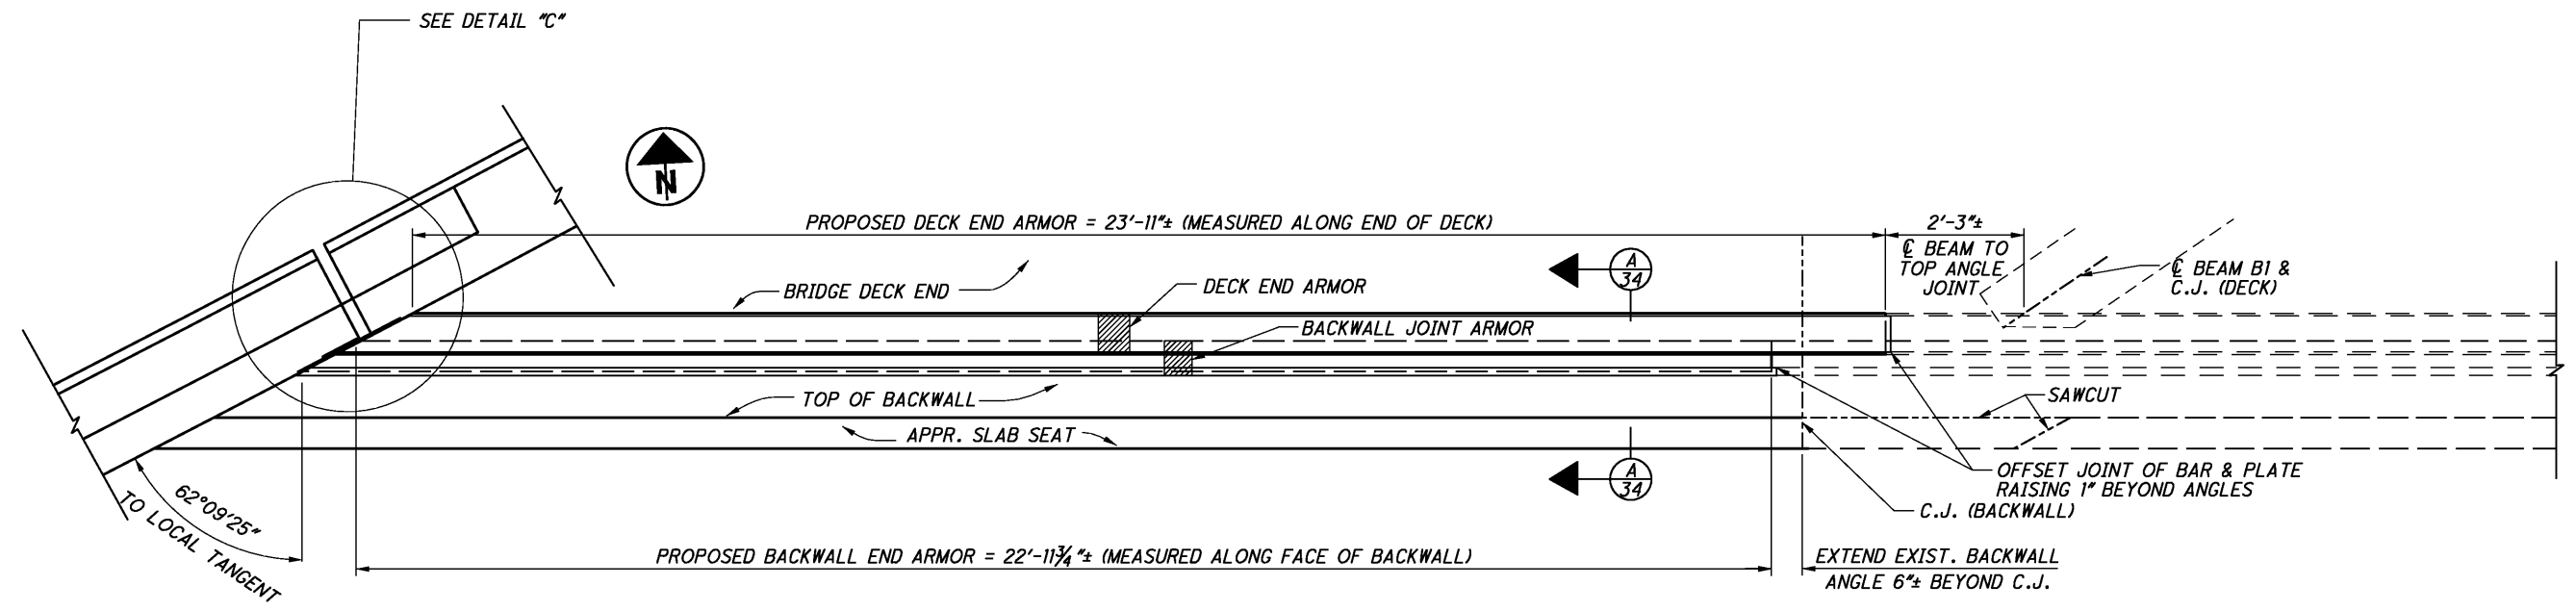 SEE DETAIL "C"
N
PROPOSED DECK END ARMOR = 23'-11"± (MEASURED ALONG END OF DECK)
2'-3"±
℄ BEAM TO
TOP ANGLE
JOINT
℄ BEAM B1 &
C.J. (DECK)
A
34
BRIDGE DECK END
DECK END ARMOR
BACKWALL JOINT ARMOR
TOP OF BACKWALL
SAWCUT
APPR. SLAB SEAT
A
34
OFFSET JOINT OF BAR & PLATE
RAISING 1" BEYOND ANGLES
C.J. (BACKWALL)
62°09'25"
TO LOCAL TANGENT
PROPOSED BACKWALL END ARMOR = 22'-11¾"± (MEASURED ALONG FACE OF BACKWALL)
EXTEND EXIST. BACKWALL
ANGLE 6"± BEYOND C.J.